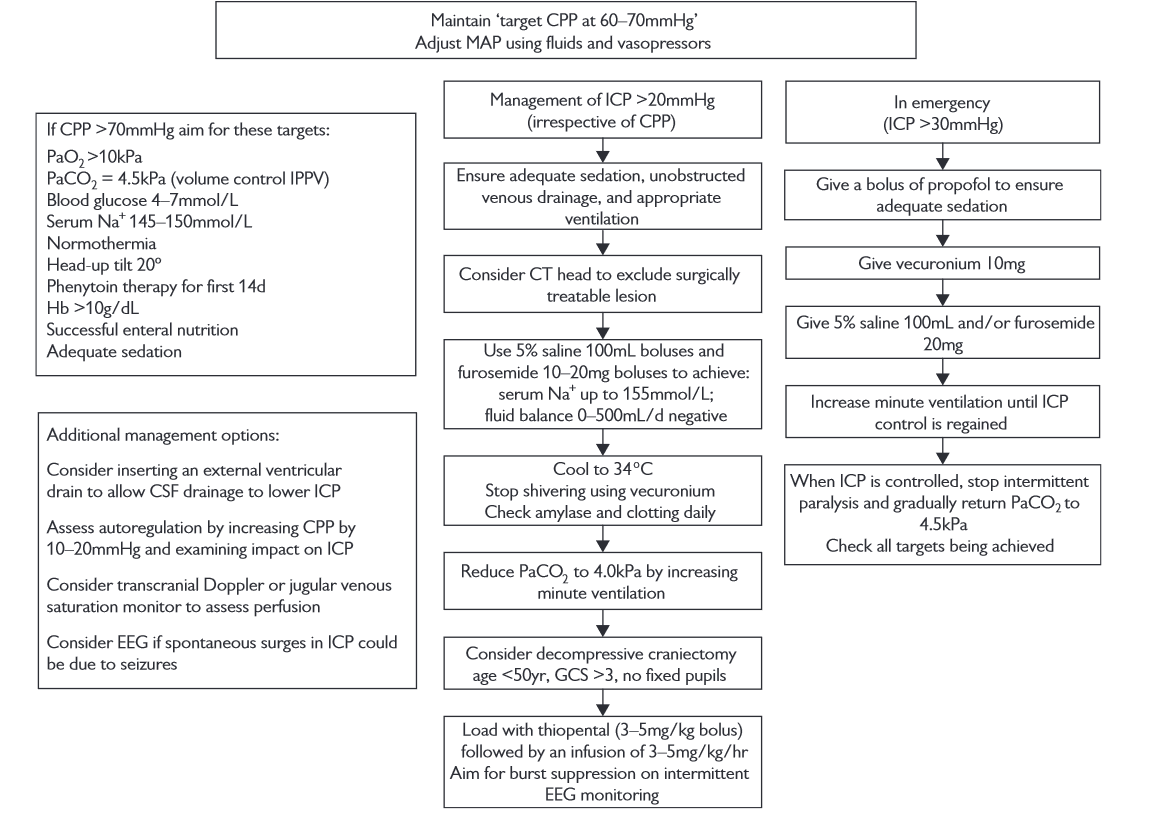 Maintain ‘target CPP at 60–70mmHg’
Adjust MAP using fluids and vasopressors
If CPP >70mmHg aim for these targets:
PaO₂ >10kPa
PaCO₂ = 4.5kPa (volume control IPPV)
Blood glucose 4–7mmol/L
Serum Na⁺ 145–150mmol/L
Normothermia
Head-up tilt 20º
Phenytoin therapy for first 14d
Hb >10g/dL
Successful enteral nutrition
Adequate sedation
Additional management options:
Consider inserting an external ventricular
drain to allow CSF drainage to lower ICP
Assess autoregulation by increasing CPP by
10–20mmHg and examining impact on ICP
Consider transcranial Doppler or jugular venous
saturation monitor to assess perfusion
Consider EEG if spontaneous surges in ICP could
be due to seizures
Management of ICP >20mmHg
(irrespective of CPP)
Ensure adequate sedation, unobstructed
venous drainage, and appropriate
ventilation
Consider CT head to exclude surgically
treatable lesion
Use 5% saline 100mL boluses and
furosemide 10–20mg boluses to achieve:
serum Na⁺ up to 155mmol/L;
fluid balance 0–500mL/d negative
Cool to 34°C
Stop shivering using vecuronium
Check amylase and clotting daily
Reduce PaCO₂ to 4.0kPa by increasing
minute ventilation
Consider decompressive craniectomy
age <50yr, GCS >3, no fixed pupils
Load with thiopental (3–5mg/kg bolus)
followed by an infusion of 3–5mg/kg/hr
Aim for burst suppression on intermittent
EEG monitoring
In emergency
(ICP >30mmHg)
Give a bolus of propofol to ensure
adequate sedation
Give vecuronium 10mg
Give 5% saline 100mL and/or furosemide
20mg
Increase minute ventilation until ICP
control is regained
When ICP is controlled, stop intermittent
paralysis and gradually return PaCO₂ to
4.5kPa
Check all targets being achieved